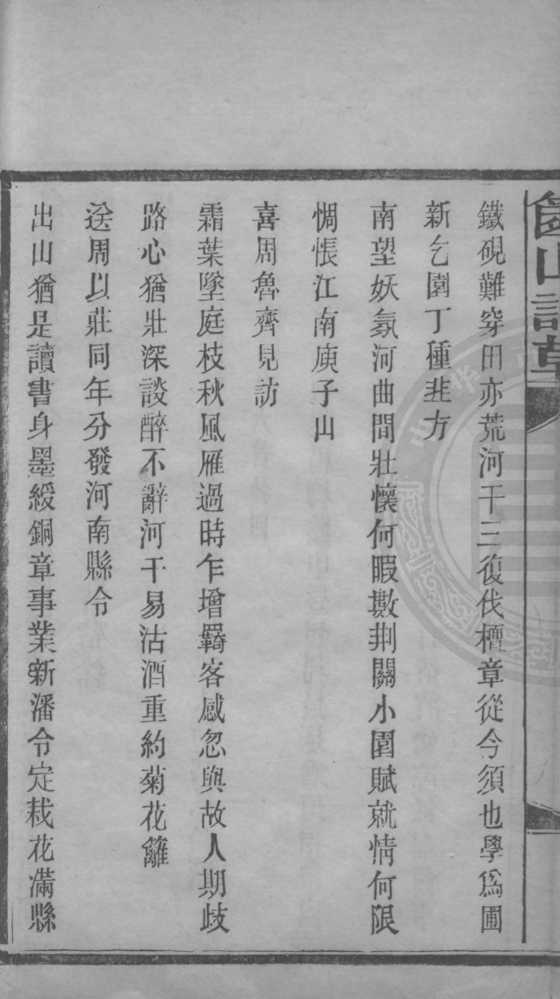 鐵硯難穿田亦荒河干三復伐檀章從今須也學爲圃
新乞園丁種韭方
南望妖氛河曲間壯懷何暇數荆關小園賦就情何限
惆悵江南庾子山
喜周魯齊見訪
霜葉墜庭枝秋風雁過時乍增羇客感忽與故人期歧
路心猶壯深談醉不辭河干易沽酒重約菊花籬
送周以莊同年分發河南縣令
出山猶是讀書身墨綬銅章事業新潘令定栽花滿縣